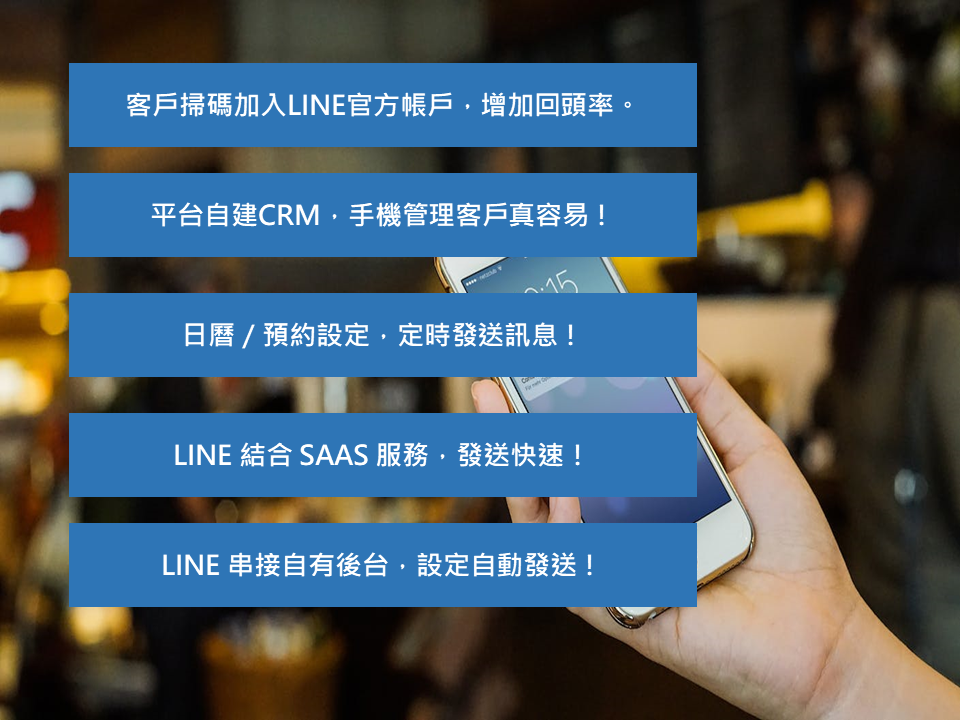 客戶掃碼加入LINE官方帳戶，增加回頭率。
平台自建CRM，手機管理客戶真容易！
9:15
日曆 / 預約設定，定時發送訊息！
LINE 結合 SAAS 服務，發送快速！
LINE 串接自有後台，設定自動發送！